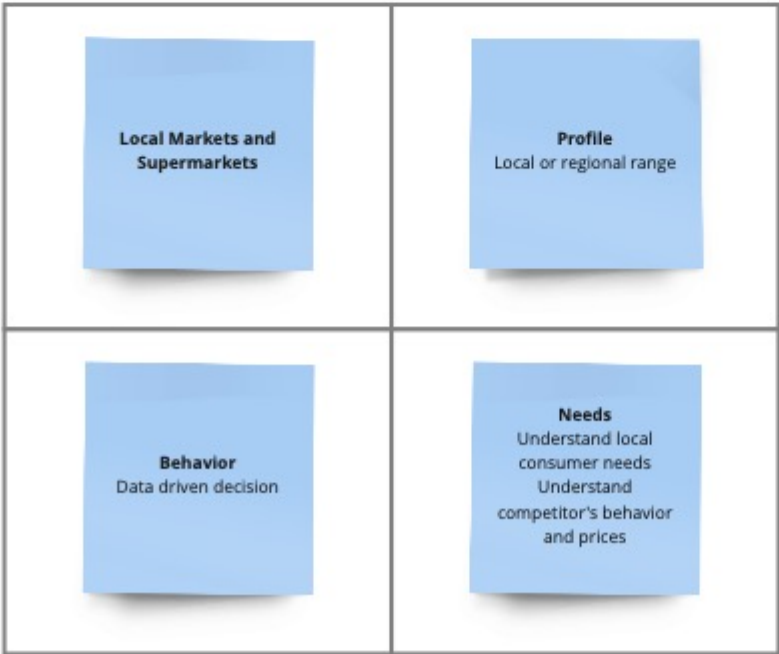 Local Markets and
Supermarkets
Profile
Local or regional range
Behavior
Data driven decision
Needs
Understand local
consumer needs
Understand
competitor's behavior
and prices